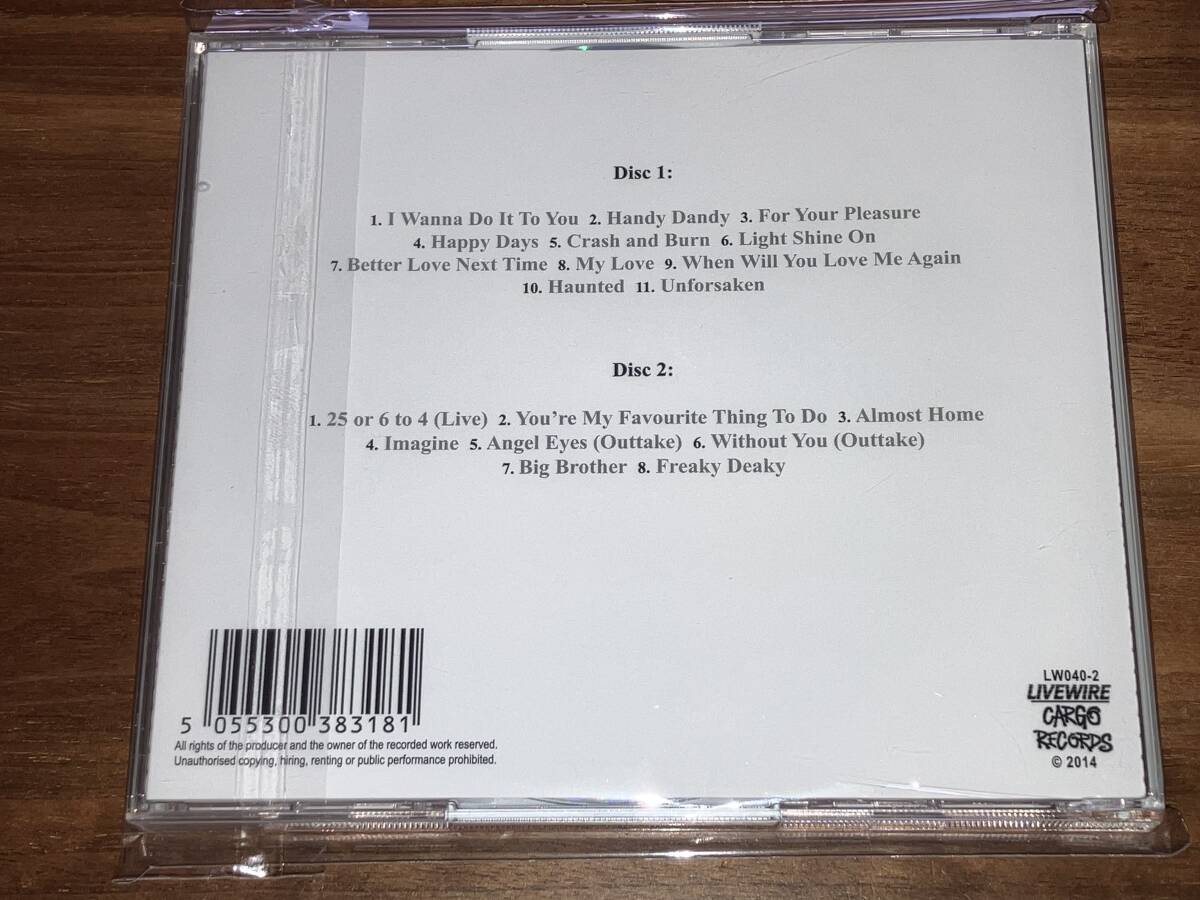 Disc 1:
1. I Wanna Do It To You 2. Handy Dandy 3. For Your Pleasure
4. Happy Days 5. Crash and Burn 6. Light Shine On
7. Better Love Next Time 8. My Love 9. When Will You Love Me Again
10. Haunted 11. Unforsaken
Disc 2:
1. 25 or 6 to 4 (Live) 2. You're My Favourite Thing To Do 3. Almost Home
4. Imagine 5. Angel Eyes (Outtake) 6. Without You (Outtake)
7. Big Brother 8. Freaky Deaky
5 055300 383181
All rights of the producer and the owner of the recorded work reserved.
Unauthorised copying, hiring, renting or public performance prohibited.
LW040-2
LIVEWIRE
CARGO
RECORDS
© 2014